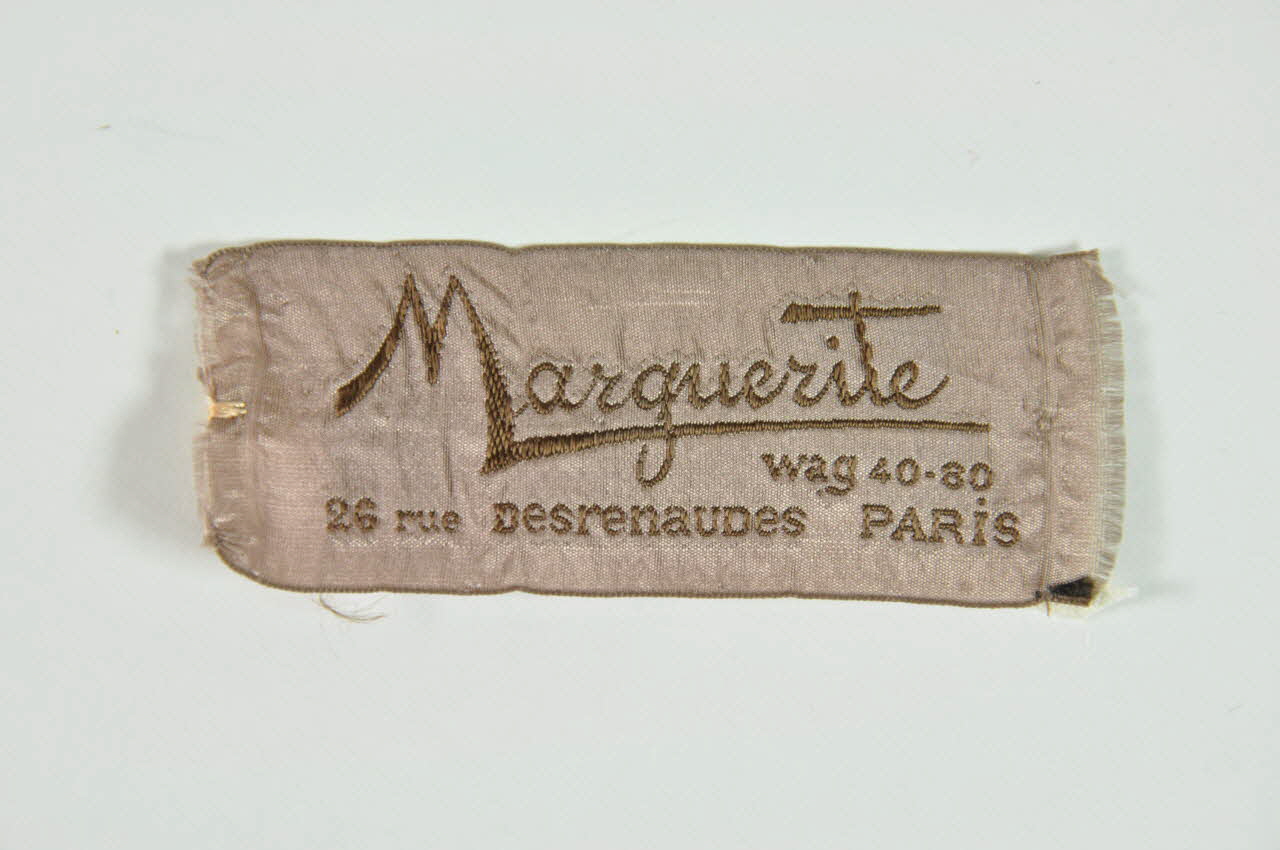 Marguerite
wag 40-80
26 rue Desrenaudes PARiS